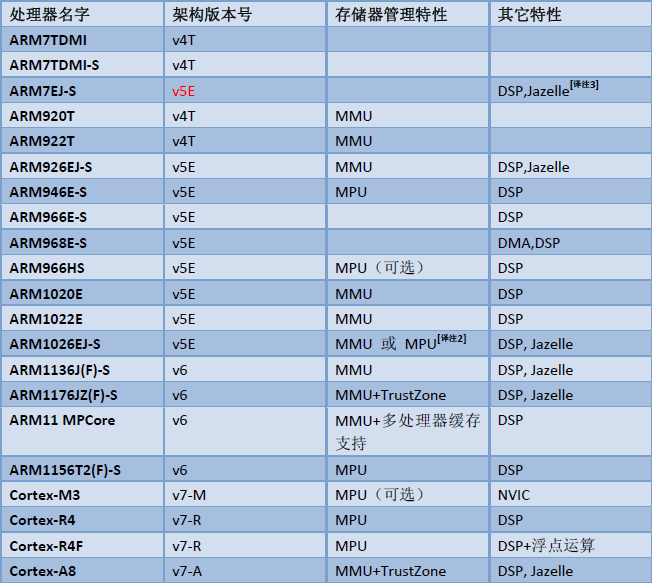 处理器名字 架构版本号 存储器管理特性 其它特性
ARM7TDMI v4T
ARM7TDMI-S v4T
ARM7EJ-S v5E DSP,Jazelle[译注3]
ARM920T v4T MMU
ARM922T v4T MMU
ARM926EJ-S v5E MMU DSP,Jazelle
ARM946E-S v5E MPU DSP
ARM966E-S v5E DSP
ARM968E-S v5E DMA,DSP
ARM966HS v5E MPU（可选） DSP
ARM1020E v5E MMU DSP
ARM1022E v5E MMU DSP
ARM1026EJ-S v5E MMU 或 MPU[译注2] DSP, Jazelle
ARM1136J(F)-S v6 MMU DSP, Jazelle
ARM1176JZ(F)-S v6 MMU+TrustZone DSP, Jazelle
ARM11 MPCore v6 MMU+多处理器缓存 DSP
支持
ARM1156T2(F)-S v6 MPU DSP
Cortex-M3 v7-M MPU（可选） NVIC
Cortex-R4 v7-R MPU DSP
Cortex-R4F v7-R MPU DSP+浮点运算
Cortex-A8 v7-A MMU+TrustZone DSP, Jazelle